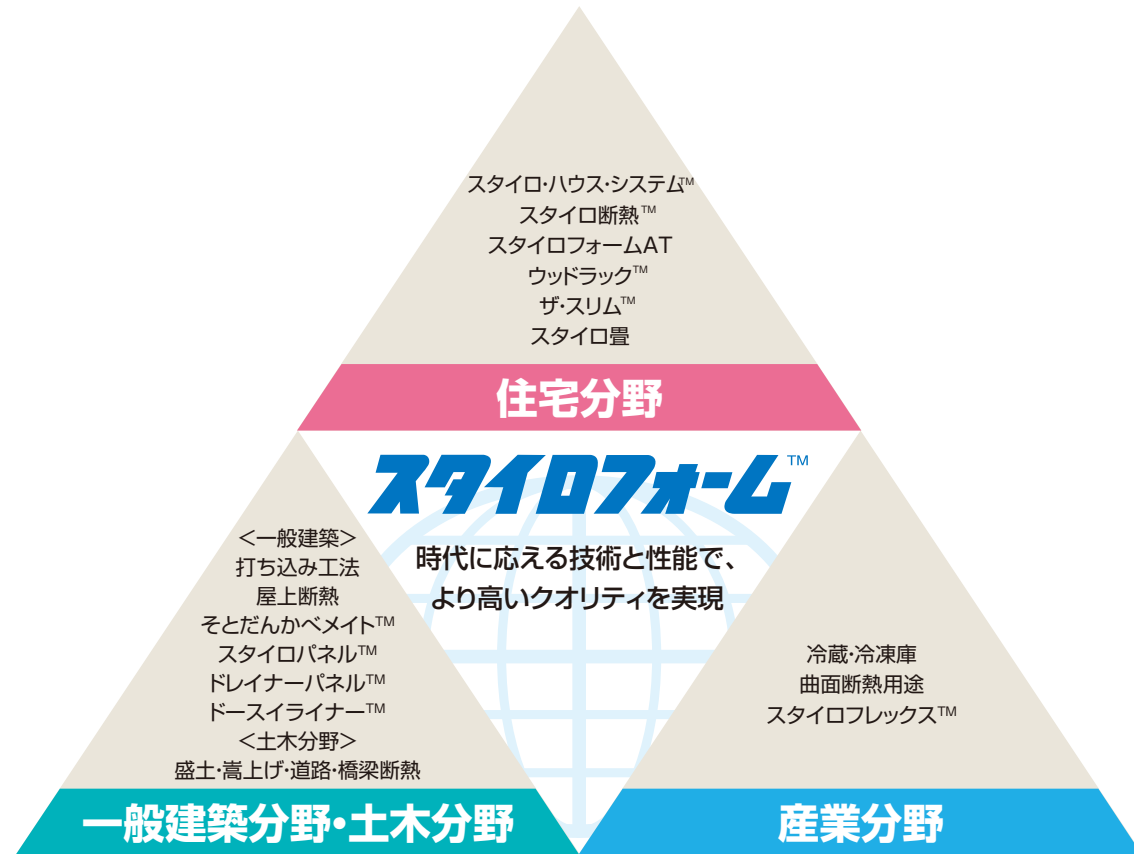 スタイロ・ハウス・システム™
スタイロ断熱™
スタイロフォームAT
ウッドラック™
ザ・スリム™
スタイロ畳
住宅分野
スタイロフォーム™
時代に応える技術と性能で、
より高いクオリティを実現
＜一般建築＞
打ち込み工法
屋上断熱
そとだんかべメイト™
スタイロパネル™
ドレイナーパネル™
ドースイライナー™
＜土木分野＞
盛土・嵩上げ・道路・橋梁断熱
一般建築分野・土木分野
冷蔵・冷凍庫
曲面断熱用途
スタイロフレックス™
産業分野